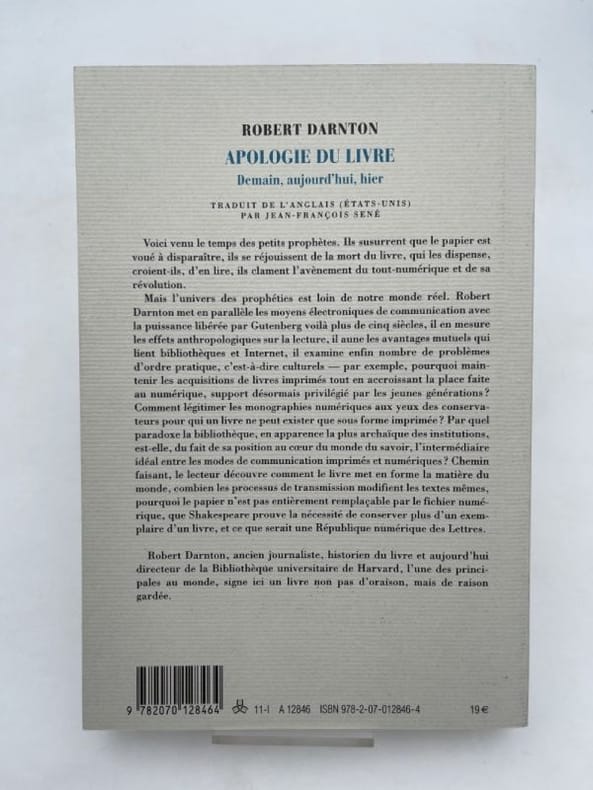 ROBERT DARNTON
APOLOGIE DU LIVRE
Demain, aujourd'hui, hier
TRADUIT DE L'ANGLAIS (ÉTATS-UNIS)
PAR JEAN-FRANÇOIS SENÉ
Voici venu le temps des petits prophètes. Ils susurrent que le papier est
voué à disparaître, ils se réjouissent de la mort du livre, qui les dispense,
croient-ils, d'en lire, ils clament l'avènement du tout-numérique et de sa
révolution.
Mais l'univers des prophéties est loin de notre monde réel. Robert
Darnton met en parallèle les moyens électroniques de communication avec
la puissance libérée par Gutenberg voilà plus de cinq siècles, il en mesure
les effets anthropologiques sur la lecture, il aune les avantages mutuels qui
lient bibliothèques et Internet, il examine enfin nombre de problèmes
d'ordre pratique, c'est-à-dire culturels — par exemple, pourquoi main-
tenir les acquisitions de livres imprimés tout en accroissant la place faite
au numérique, support désormais privilégié par les jeunes générations ?
Comment légitimer les monographies numériques aux yeux des conserva-
teurs pour qui un livre ne peut exister que sous forme imprimée ? Par quel
paradoxe la bibliothèque, en apparence la plus archaïque des institutions,
est-elle, du fait de sa position au cœur du monde du savoir, l'intermédiaire
idéal entre les modes de communication imprimés et numériques ? Chemin
faisant, le lecteur découvre comment le livre met en forme la matière du
monde, combien les processus de transmission modifient les textes mêmes,
pourquoi le papier n'est pas entièrement remplaçable par le fichier numé-
rique, que Shakespeare prouve la nécessité de conserver plus d'un exem-
plaire d'un livre, et ce que serait une République numérique des Lettres.
Robert Darnton, ancien journaliste, historien du livre et aujourd'hui
directeur de la Bibliothèque universitaire de Harvard, l'une des princi-
pales au monde, signe ici un livre non pas d'oraison, mais de raison
gardée.
9 782070 128464 11-I A 12846 ISBN 978-2-07-012846-4 19 €